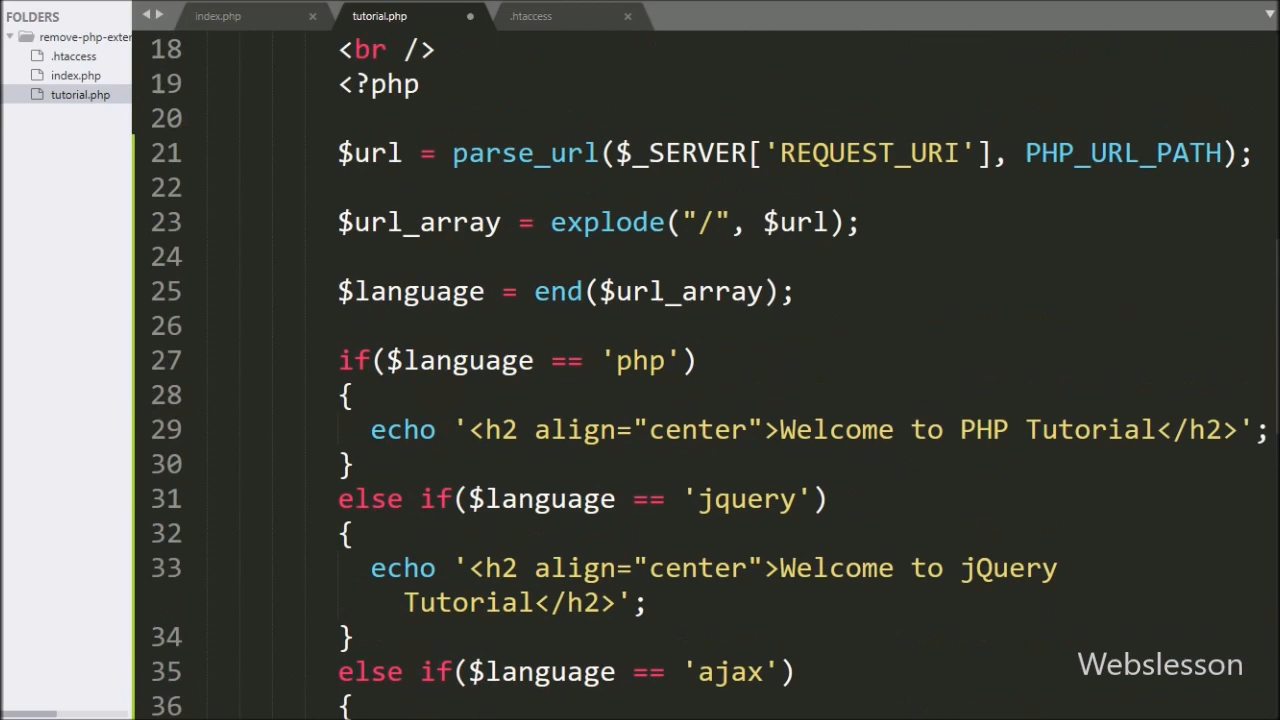 FOLDERS
remove-php-exter
.htaccess
index.php
tutorial.php
index.php × tutorial.php .htaccess ×
18 <br />
19 <?php
20
21 $url = parse_url($_SERVER['REQUEST_URI'], PHP_URL_PATH);
22
23 $url_array = explode("/", $url);
24
25 $language = end($url_array);
26
27 if($language == 'php')
28 {
29 echo '<h2 align="center">Welcome to PHP Tutorial</h2>';
30 }
31 else if($language == 'jquery')
32 {
33 echo '<h2 align="center">Welcome to jQuery
Tutorial</h2>';
34 }
35 else if($language == 'ajax')
36 {
Webslesson